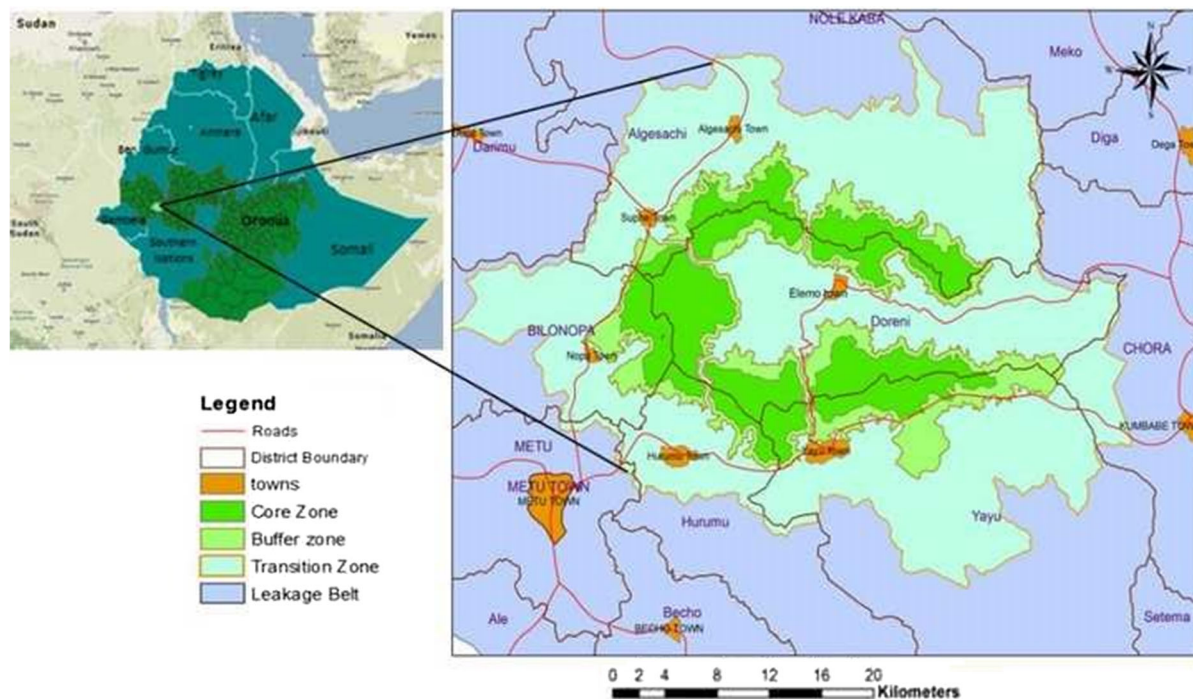 Sudan
Eritrea
Yemen
Tigray
Afar
Amhara
Djibouti
Ben. Gumuz
Gambela
Oromia
South
Sudan
Southern
Nations
Somali
Somalia
Legend
Roads
District Boundary
towns
Core Zone
Buffer zone
Transition Zone
Leakage Belt
NOLE KABA
Meko
N
E
S
Algesachi
Algesachi Town
Darimu
Diga
Dega Tow
Elemo town
Doreni
BILONOPA
Nopa Town
CHORA
KUMBABE TOWN
METU
Hurumu Town
Yayu Town
METU TOWN
METU TOWN
Hurumu
Yayu
Ale
Becho
BECHO TOWN
Setema
0 2 4 8 12 16 20
Kilometers